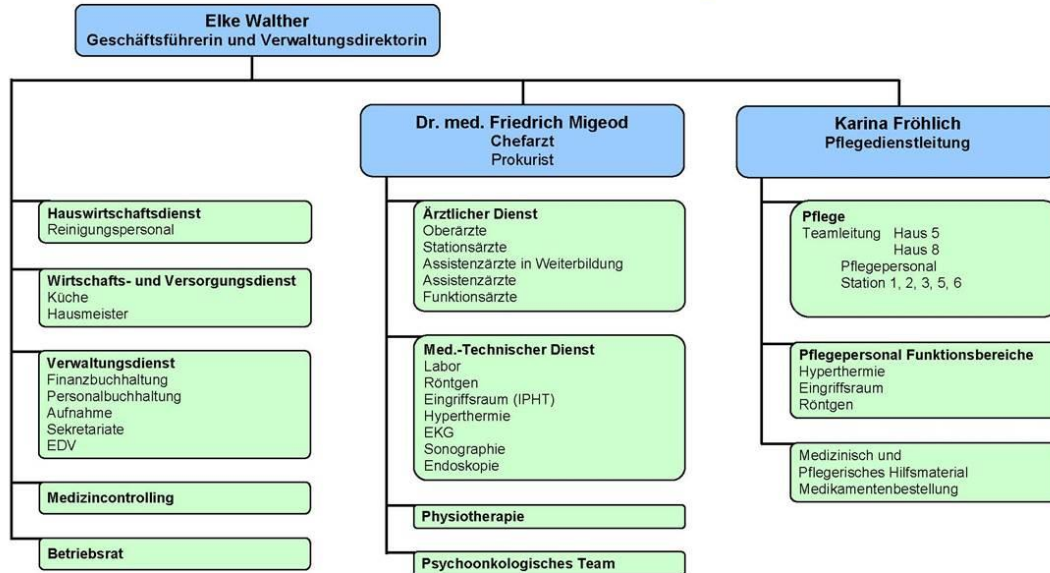 Elke Walther
Geschäftsführerin und Verwaltungsdirektorin
Dr. med. Friedrich Migeod
Chefarzt
Prokurist
Karina Fröhlich
Pflegedienstleitung
Hauswirtschaftsdienst
Reinigungspersonal
Wirtschafts- und Versorgungsdienst
Küche
Hausmeister
Verwaltungsdienst
Finanzbuchhaltung
Personalbuchhaltung
Aufnahme
Sekretariate
EDV
Medizincontrolling
Betriebsrat
Ärztlicher Dienst
Oberärzte
Stationsärzte
Assistenzärzte in Weiterbildung
Assistenzärzte
Funktionsärzte
Med.-Technischer Dienst
Labor
Röntgen
Eingriffsraum (IPHT)
Hyperthermie
EKG
Sonographie
Endoskopie
Physiotherapie
Psychoonkologisches Team
Pflege
Teamleitung Haus 5
Haus 8
Pflegepersonal
Station 1, 2, 3, 5, 6
Pflegepersonal Funktionsbereiche
Hyperthermie
Eingriffsraum
Röntgen
Medizinisch und
Pflegerisches Hilfsmaterial
Medikamentenbestellung